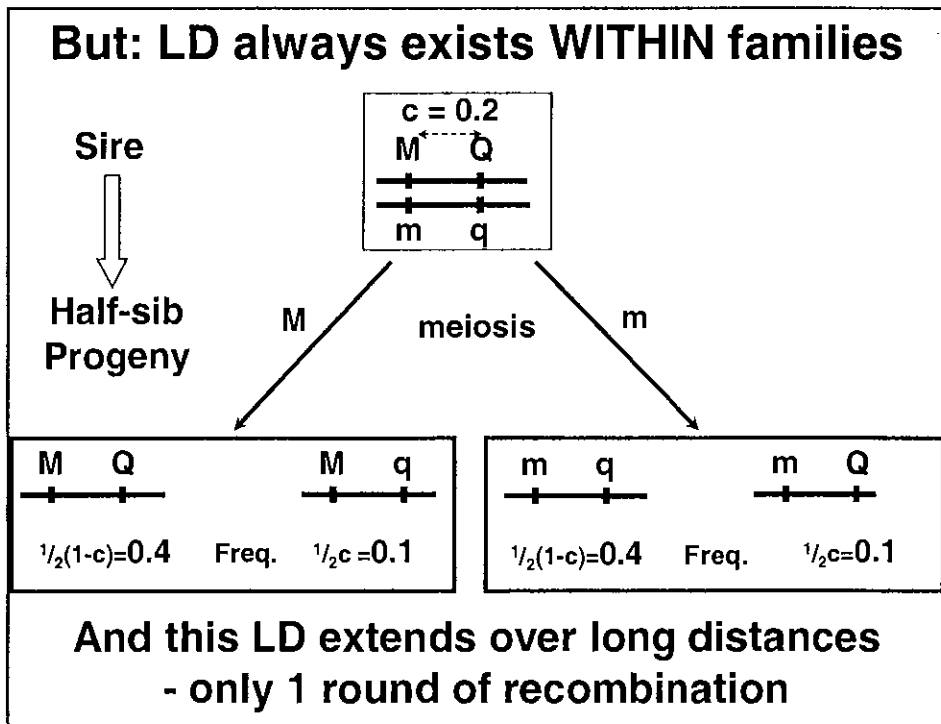 But: LD always exists WITHIN families
c = 0.2
Sire
M Q
m q
Half-sib
Progeny
M meiosis m
M Q M q m q m Q
1/2(1-c)=0.4 Freq. 1/2c =0.1 1/2(1-c)=0.4 Freq. 1/2c=0.1
And this LD extends over long distances
- only 1 round of recombination